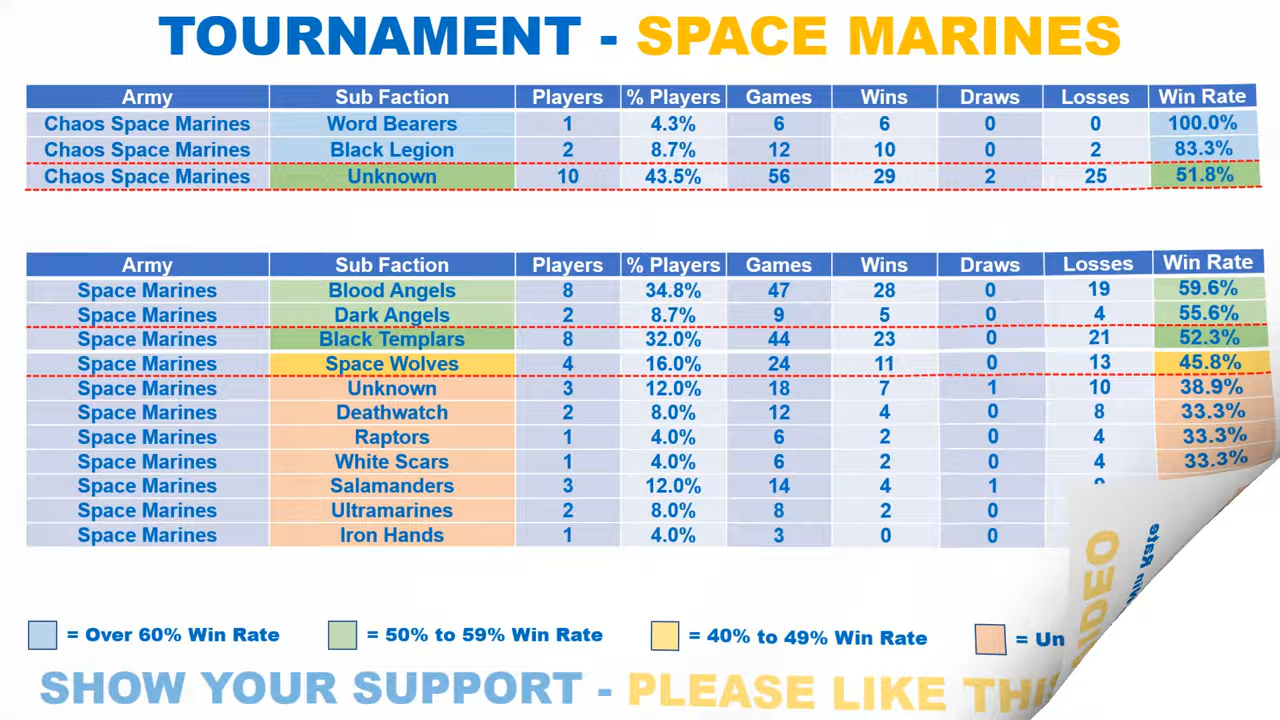 TOURNAMENT - SPACE MARINES
Army Sub Faction Players % Players Games Wins Draws Losses Win Rate
Chaos Space Marines Word Bearers 1 4.3% 6 6 0 0 100.0%
Chaos Space Marines Black Legion 2 8.7% 12 10 0 2 83.3%
Chaos Space Marines Unknown 10 43.5% 56 29 2 25 51.8%
Army Sub Faction Players % Players Games Wins Draws Losses Win Rate
Space Marines Blood Angels 8 34.8% 47 28 0 19 59.6%
Space Marines Dark Angels 2 8.7% 9 5 0 4 55.6%
Space Marines Black Templars 8 32.0% 44 23 0 21 52.3%
Space Marines Space Wolves 4 16.0% 24 11 0 13 45.8%
Space Marines Unknown 3 12.0% 18 7 1 10 38.9%
Space Marines Deathwatch 2 8.0% 12 4 0 8 33.3%
Space Marines Raptors 1 4.0% 6 2 0 4 33.3%
Space Marines White Scars 1 4.0% 6 2 0 4 33.3%
Space Marines Salamanders 3 12.0% 14 4 1
Space Marines Ultramarines 2 8.0% 8 2 0
Space Marines Iron Hands 1 4.0% 3 0 0
= Over 60% Win Rate = 50% to 59% Win Rate = 40% to 49% Win Rate = Un
SHOW YOUR SUPPORT - PLEASE LIKE THIS
VIDEO
Win Rate